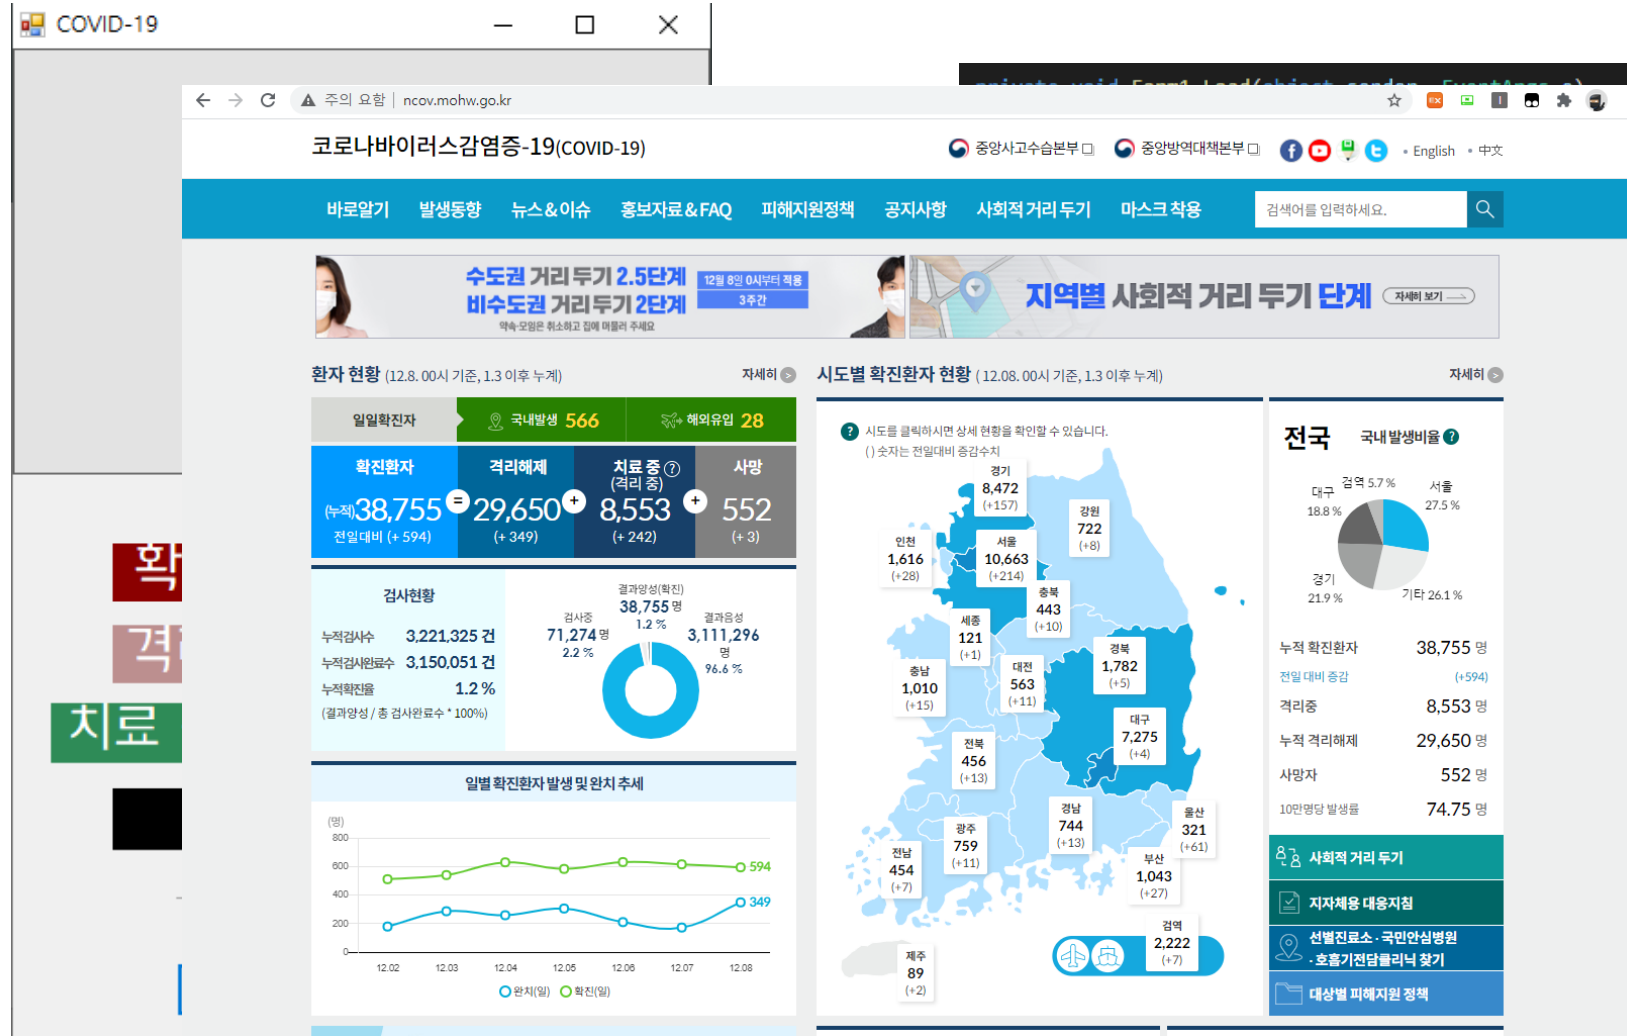 COVID-19
private void Form1_Load(object sender, EventArgs e)
주의 요함 | ncov.mohw.go.kr
코로나바이러스감염증-19(COVID-19)
중앙사고수습본부
중앙방역대책본부
• English • 中文
바로알기 발생동향 뉴스&이슈 홍보자료&FAQ 피해지원정책 공지사항 사회적 거리 두기 마스크 착용
검색어를 입력하세요.
수도권 거리 두기 2.5단계
비수도권 거리 두기 2단계
12월 8일 0시부터 적용
3주간
약속·모임은 취소하고 집에 머물러 주세요
지역별 사회적 거리 두기 단계
자세히 보기
환자 현황 (12.8. 00시 기준, 1.3 이후 누계)
자세히 >
일일확진자
국내발생 566
해외유입 28
확진환자
(누적)38,755
전일대비 (+ 594)
=
격리해제
29,650
(+ 349)
+
치료 중 ?
(격리 중)
8,553
(+ 242)
+
사망
552
(+ 3)
검사현황
누적검사수 3,221,325 건
누적검사완료수 3,150,051 건
누적확진율 1.2 %
(결과양성 / 총 검사완료수 * 100%)
결과양성(확진)
38,755 명
1.2 %
검사중
71,274 명
2.2 %
결과음성
3,111,296
명
96.6 %
일별 확진환자 발생 및 완치 추세
(명)
800
600
400
200
0
594
349
12.02 12.03 12.04 12.05 12.06 12.07 12.08
완치(일) 확진(일)
시도별 확진환자 현황 ( 12.08. 00시 기준, 1.3 이후 누계)
자세히 >
? 시도를 클릭하시면 상세 현황을 확인할 수 있습니다.
( ) 숫자는 전일대비 증감수치
경기
8,472
(+157)
강원
722
(+8)
인천
1,616
(+28)
서울
10,663
(+214)
충북
443
(+10)
세종
121
(+1)
경북
1,782
(+5)
충남
1,010
(+15)
대전
563
(+11)
대구
7,275
(+4)
전북
456
(+13)
경남
744
(+13)
울산
321
(+61)
광주
759
(+11)
전남
454
(+7)
부산
1,043
(+27)
검역
2,222
(+7)
제주
89
(+2)
전국
국내 발생비율 ?
검역 5.7 %
서울
27.5 %
대구
18.8 %
경기
21.9 %
기타 26.1 %
누적 확진환자 38,755 명
전일 대비 증감 (+594)
격리중 8,553 명
누적 격리해제 29,650 명
사망자 552 명
10만명당 발생률 74.75 명
사회적 거리 두기
지자체용 대응지침
선별진료소 · 국민안심병원
· 호흡기전담클리닉 찾기
대상별 피해지원 정책
확
격
치료